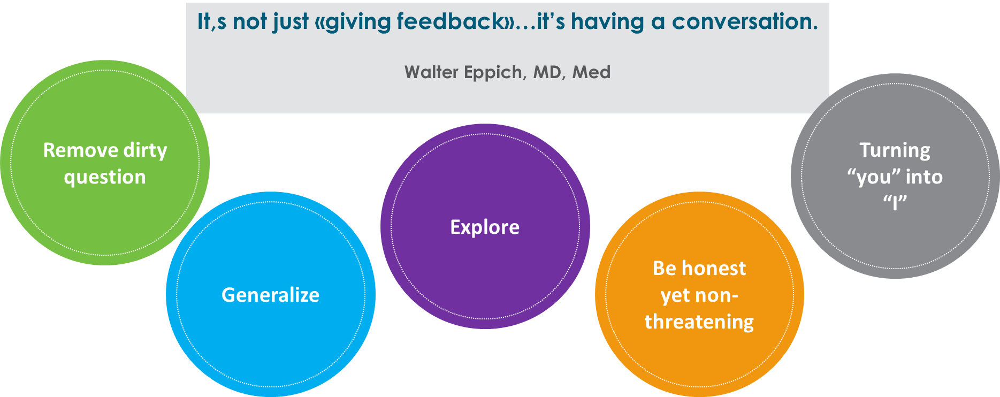 It,s not just «giving feedback»…it’s having a conversation.
Walter Eppich, MD, Med
Remove dirty
question
Generalize
Explore
Be honest
yet non-
threatening
Turning
“you” into
“I”